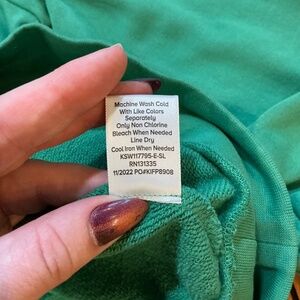 Machine Wash Cold
With Like Colors
Separately
Only Non Chlorine
Bleach When Needed
Line Dry
Cool Iron When Needed
KSW117795-E-SL
RN131335
11/2022 PO#KIFP8908